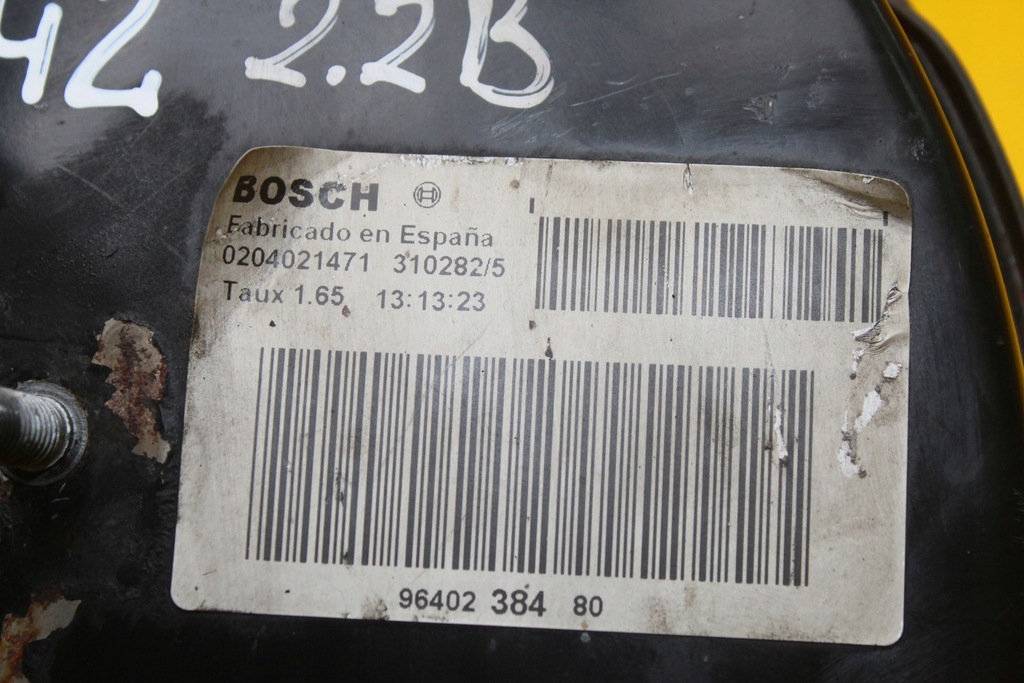 42 2.2B
BOSCH
Fabricado en España
0204021471 310282/5
Taux 1.65 13:13:23
96402 384 80